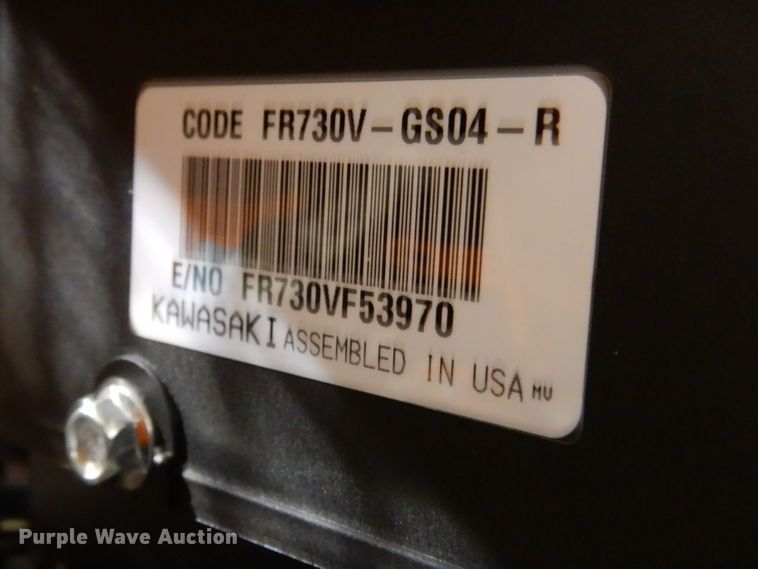 CODE FR730V-GS04-R
E/NO FR730VF53970
KAWASAKI ASSEMBLED IN USA MV
Purple Wave Auction